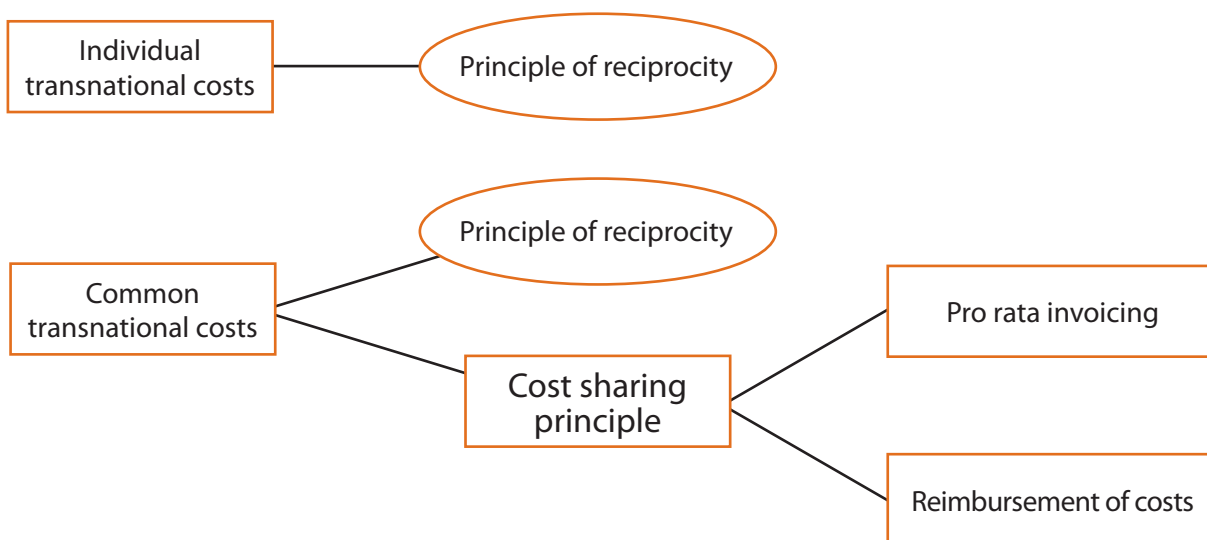 Individual
transnational costs
Principle of reciprocity
Principle of reciprocity
Common
transnational costs
Pro rata invoicing
Cost sharing
principle
Reimbursement of costs